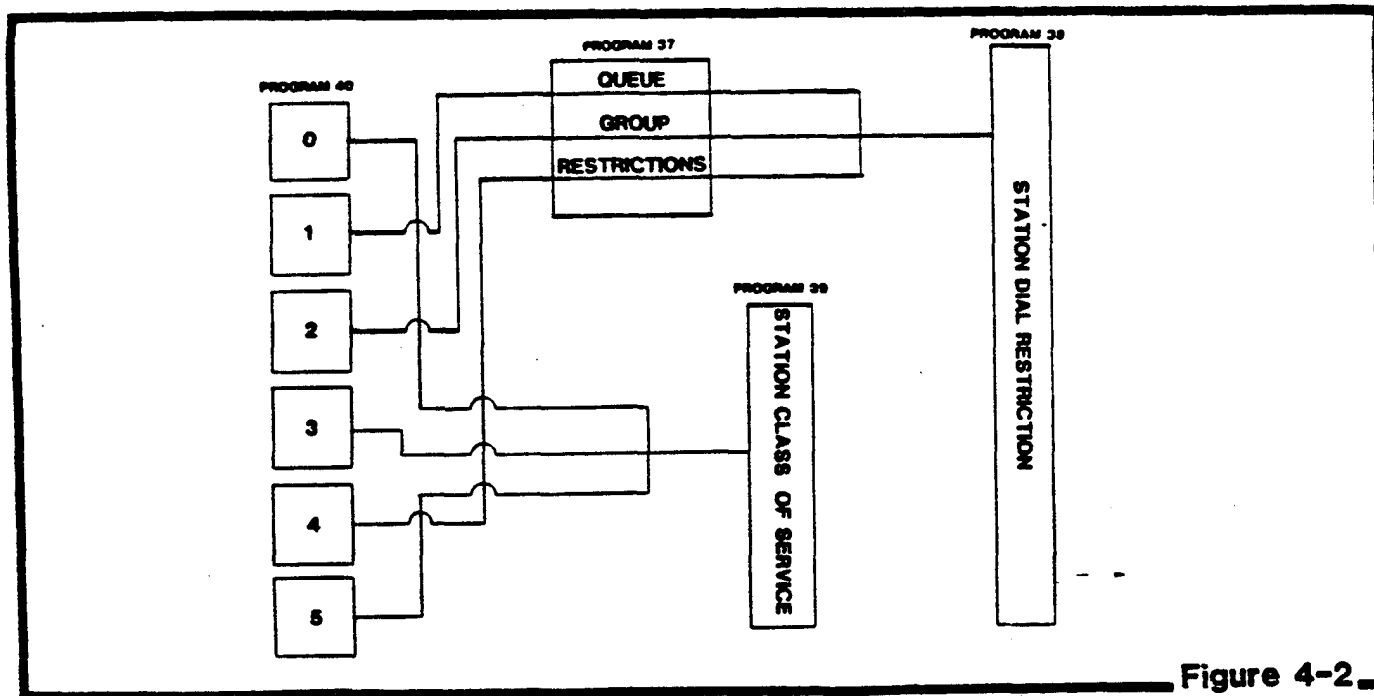 PROGRAM 40
0
1
2
3
4
5
PROGRAM 37
QUEUE
GROUP
RESTRICTIONS
PROGRAM 39
STATION CLASS OF SERVICE
PROGRAM 38
STATION DIAL RESTRICTION
Figure 4-2